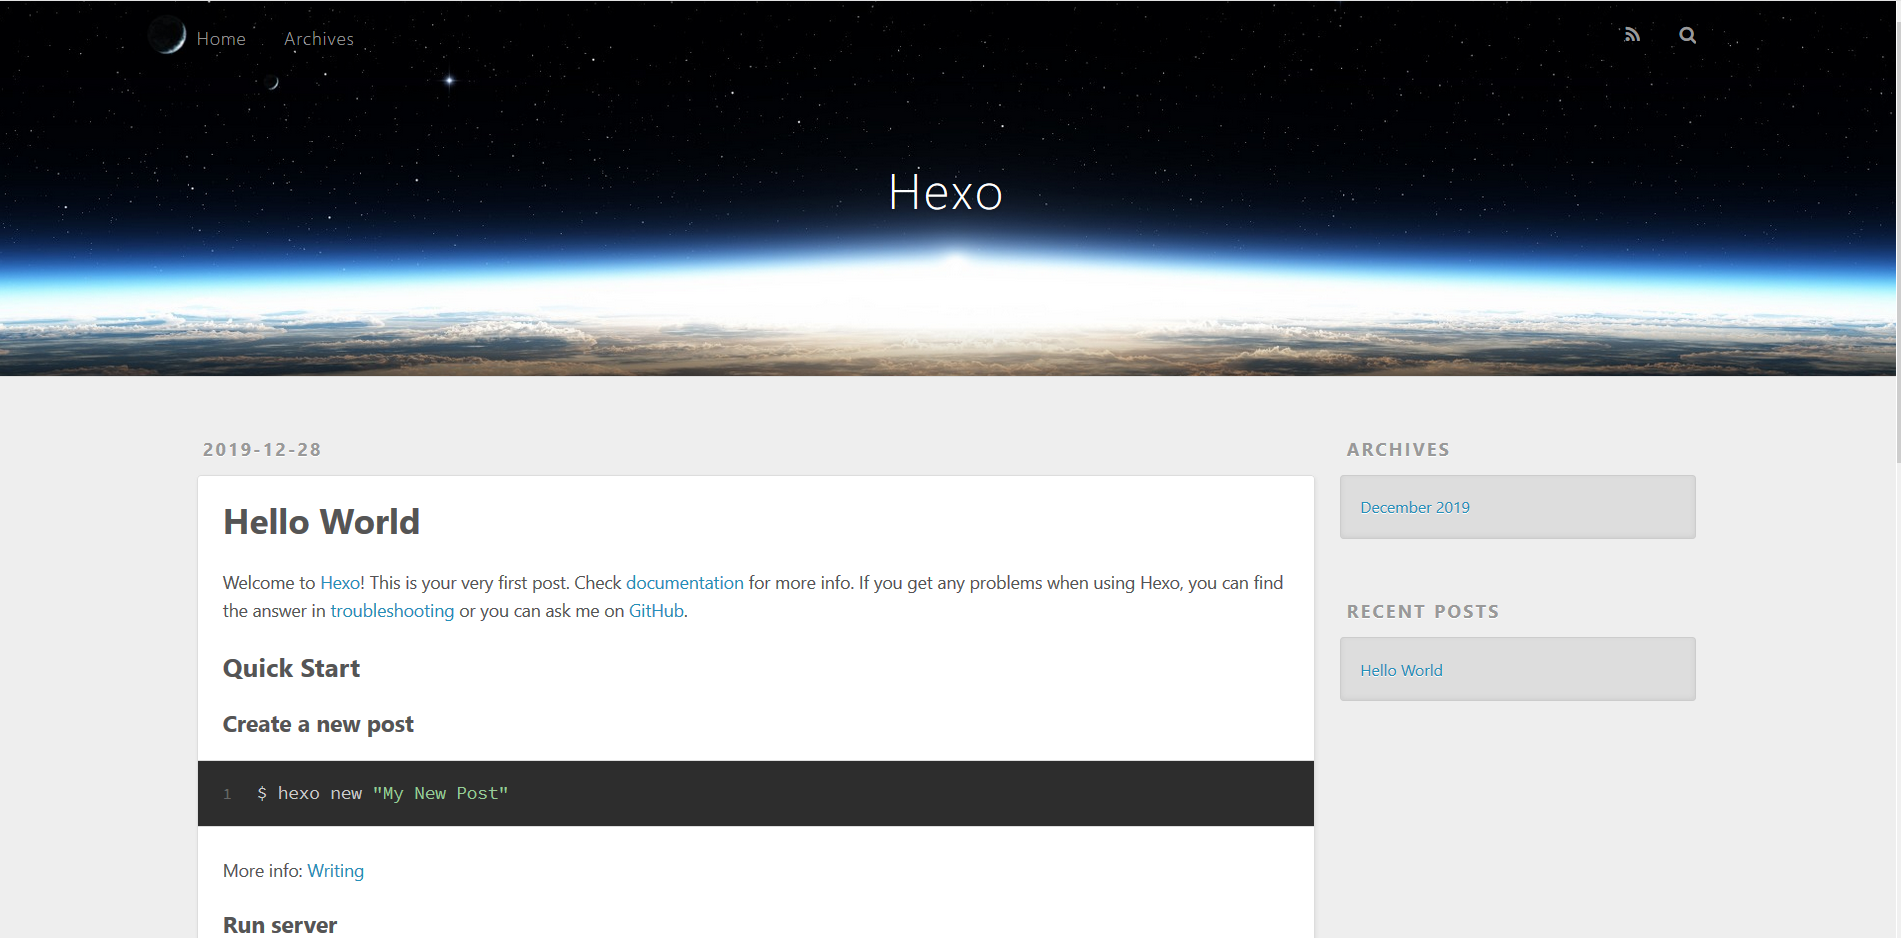 Home Archives
Hexo
2019-12-28
Hello World
Welcome to Hexo! This is your very first post. Check documentation for more info. If you get any problems when using Hexo, you can find
the answer in troubleshooting or you can ask me on GitHub.
Quick Start
Create a new post
1 $ hexo new "My New Post"
More info: Writing
Run server
ARCHIVES
December 2019
RECENT POSTS
Hello World